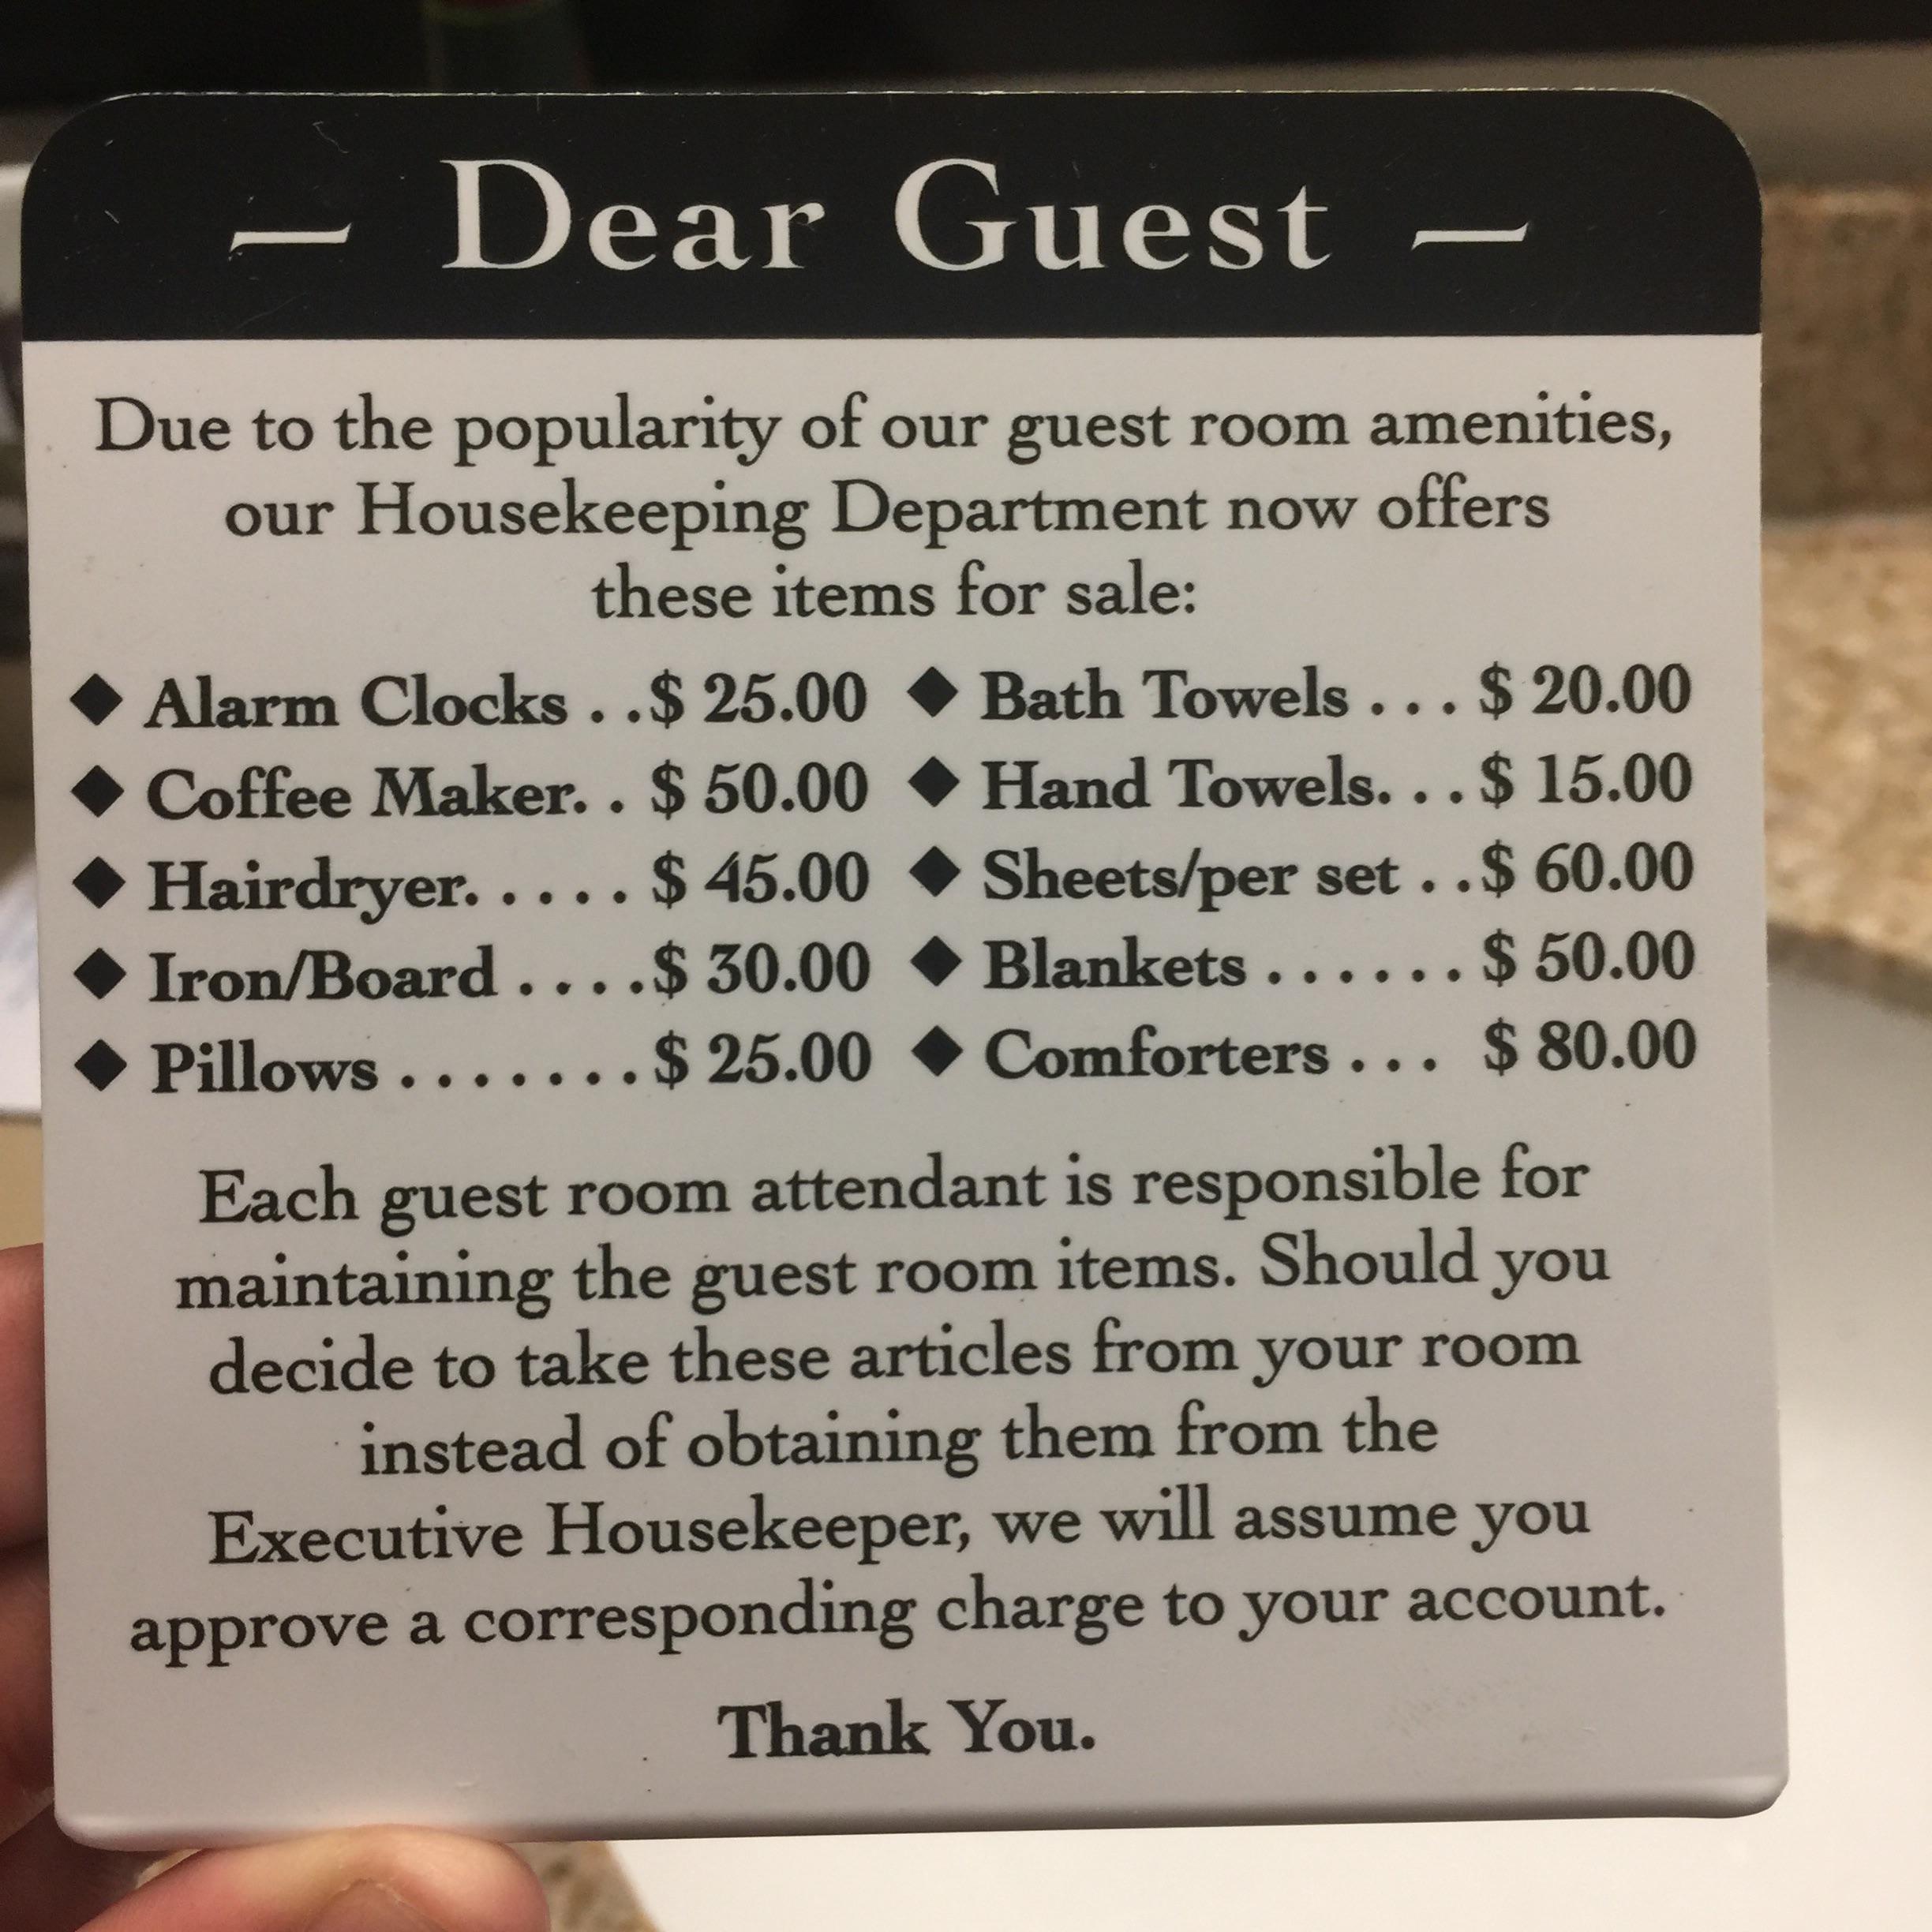 — Dear Guest —
Due to the popularity of our guest room amenities,
our Housekeeping Department now offers
these items for sale:
◆ Alarm Clocks . . $ 25.00 ◆ Bath Towels . . . $ 20.00
◆ Coffee Maker. . $ 50.00 ◆ Hand Towels. . . $ 15.00
◆ Hairdryer. . . . . $ 45.00 ◆ Sheets/per set . . $ 60.00
◆ Iron/Board . . . . $ 30.00 ◆ Blankets . . . . . . $ 50.00
◆ Pillows . . . . . . . $ 25.00 ◆ Comforters . . . $ 80.00
Each guest room attendant is responsible for
maintaining the guest room items. Should you
decide to take these articles from your room
instead of obtaining them from the
Executive Housekeeper, we will assume you
approve a corresponding charge to your account.
Thank You.